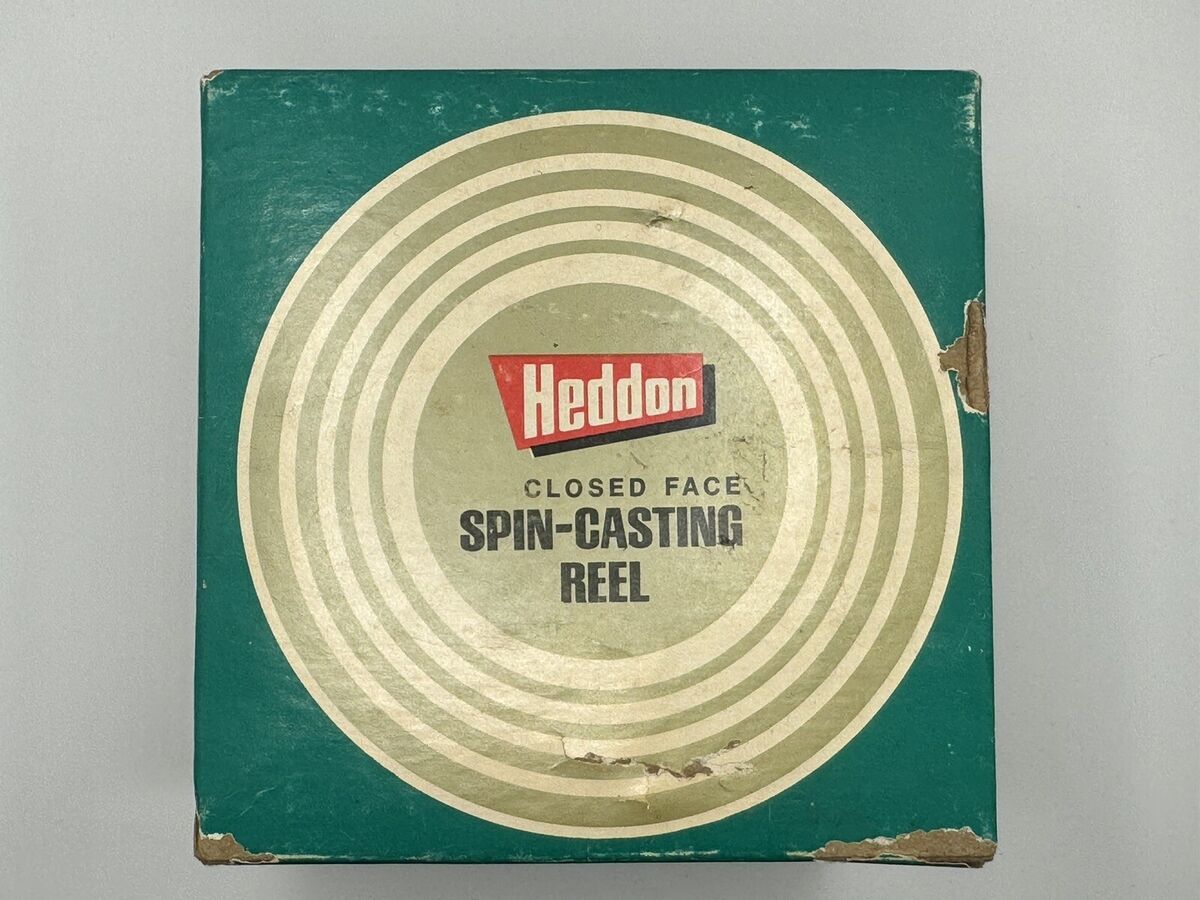 Heddon
CLOSED FACE
SPIN-CASTING
REEL